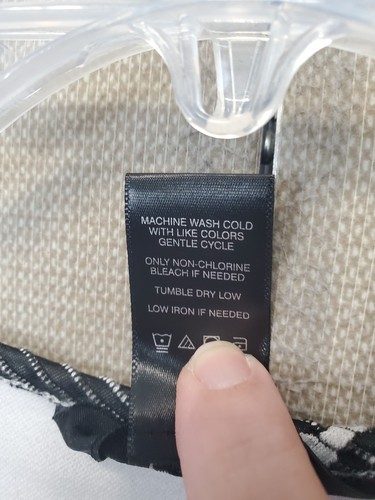 MACHINE WASH COLD
WITH LIKE COLORS
GENTLE CYCLE
ONLY NON-CHLORINE
BLEACH IF NEEDED
TUMBLE DRY LOW
LOW IRON IF NEEDED